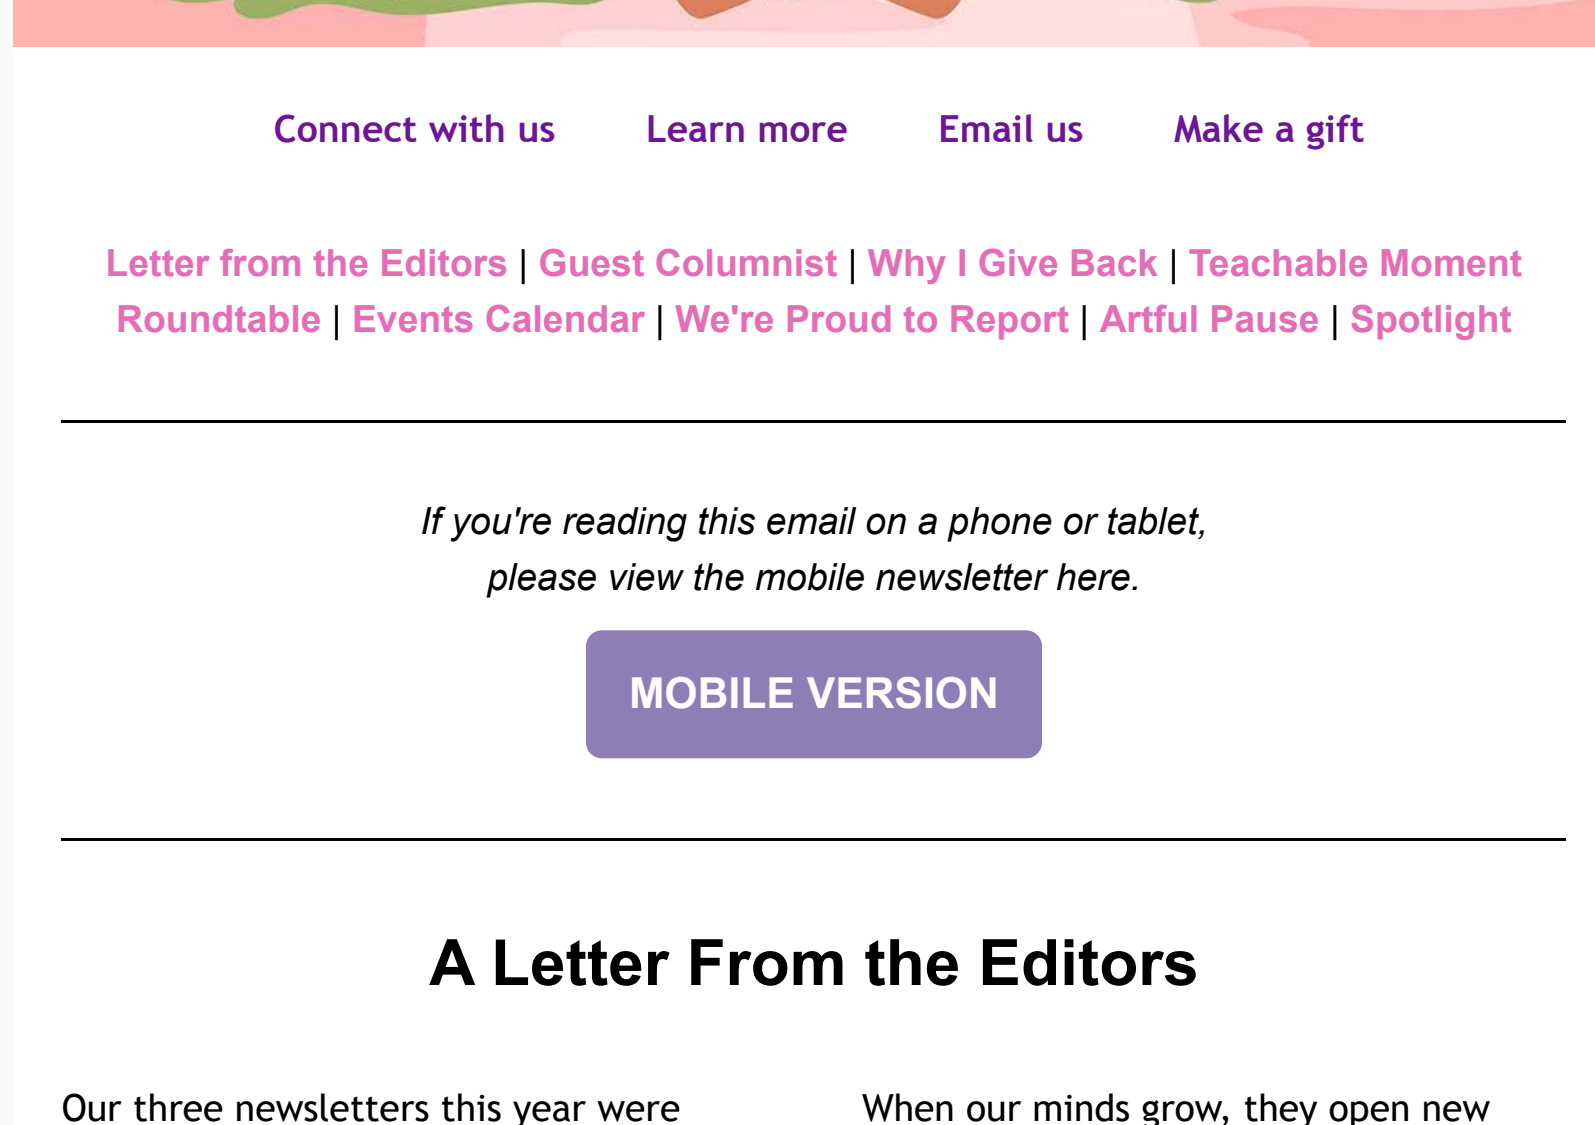 Connect with us Learn more Email us Make a gift
Letter from the Editors | Guest Columnist | Why I Give Back | Teachable Moment
Roundtable | Events Calendar | We're Proud to Report | Artful Pause | Spotlight
If you're reading this email on a phone or tablet,
please view the mobile newsletter here.
MOBILE VERSION
A Letter From the Editors
Our three newsletters this year were
When our minds grow, they open new